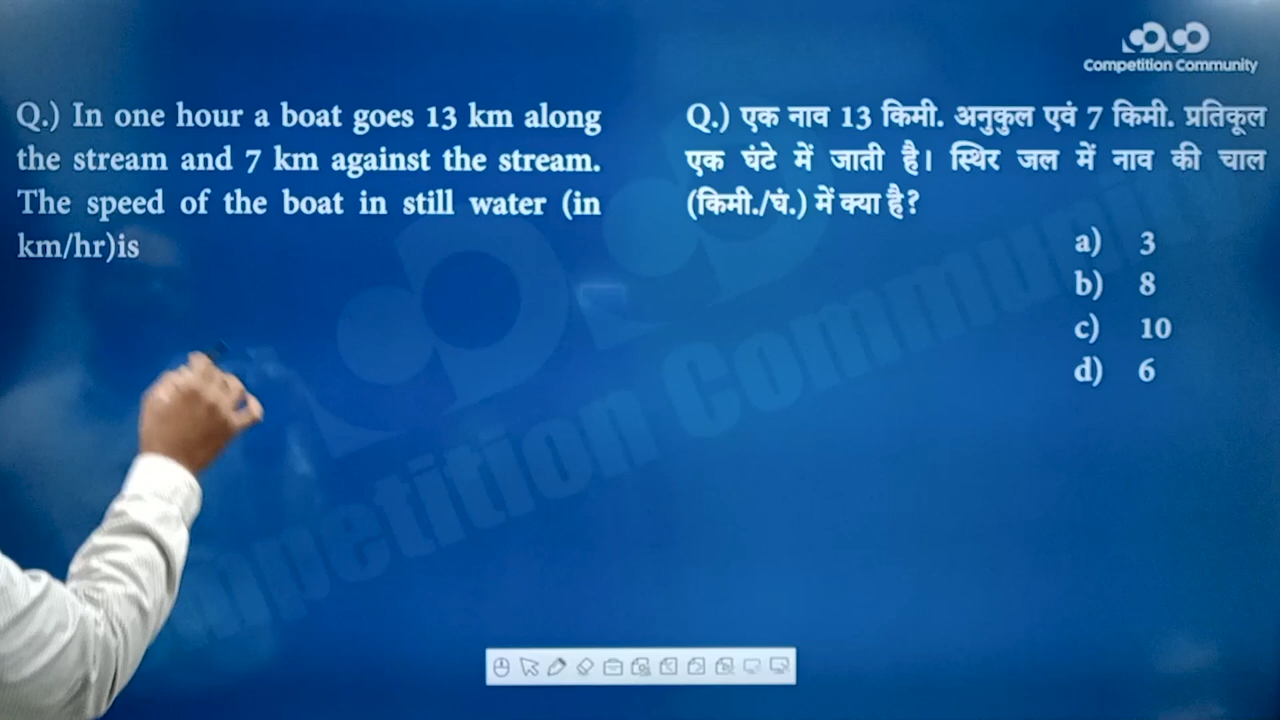 Competition Community
Q.) In one hour a boat goes 13 km along
the stream and 7 km against the stream.
The speed of the boat in still water (in
km/hr)is
Q.) एक नाव 13 किमी. अनुकुल एवं 7 किमी. प्रतिकूल
एक घंटे में जाती है। स्थिर जल में नाव की चाल
(किमी./घं.) में क्या है?
a) 3
b) 8
c) 10
d) 6
Competition Community